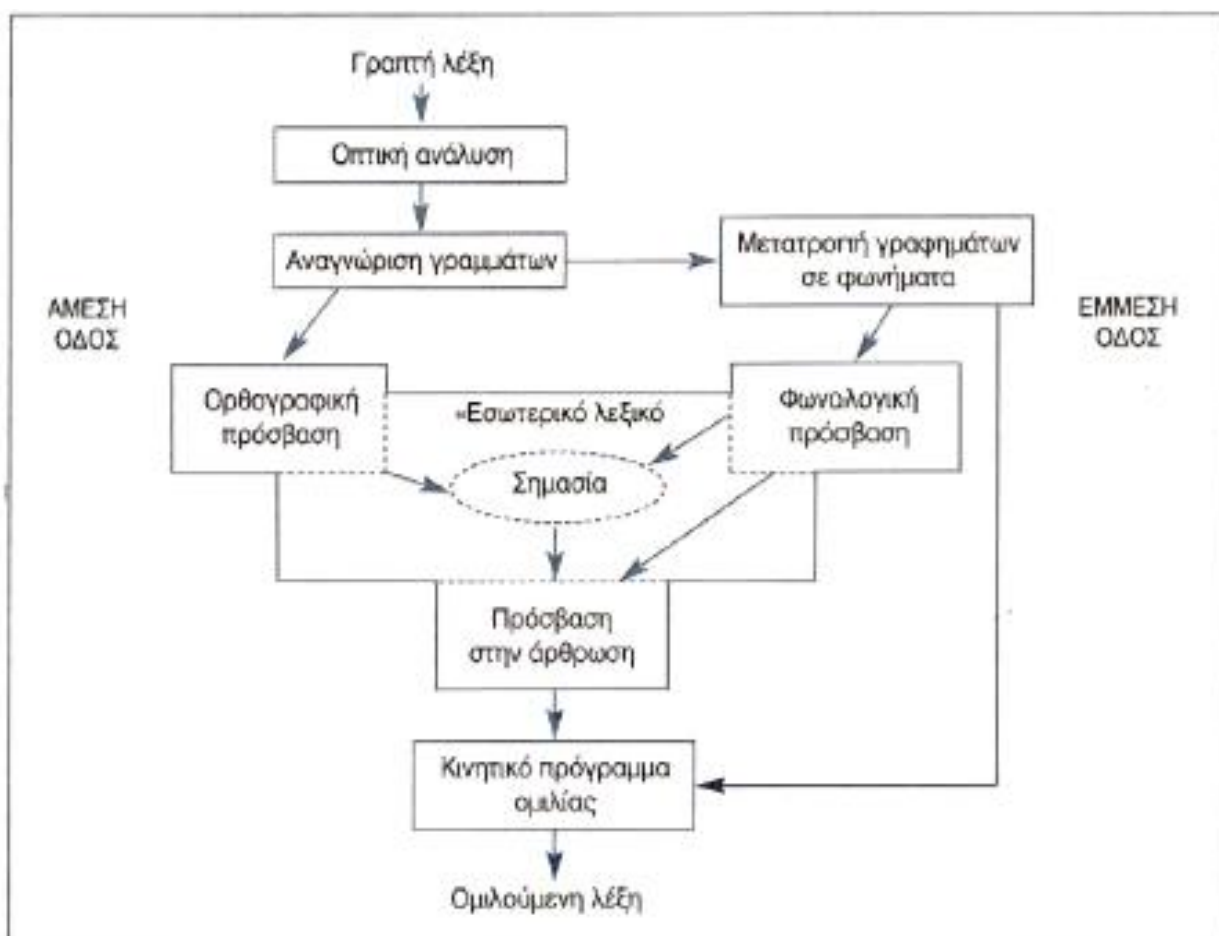 Γραπτή λέξη
Οπτική ανάλυση
Αναγνώριση γραμμάτων
Μετατροπή γραφημάτων
σε φωνήματα
ΑΜΕΣΗ
ΟΔΟΣ
ΕΜΜΕΣΗ
ΟΔΟΣ
Ορθογραφική
πρόσβαση
«Εσωτερικό λεξικό
Φωνολογική
πρόσβαση
Σημασία
Πρόσβαση
στην άρθρωση
Κινητικό πρόγραμμα
ομιλίας
Ομιλούμενη λέξη